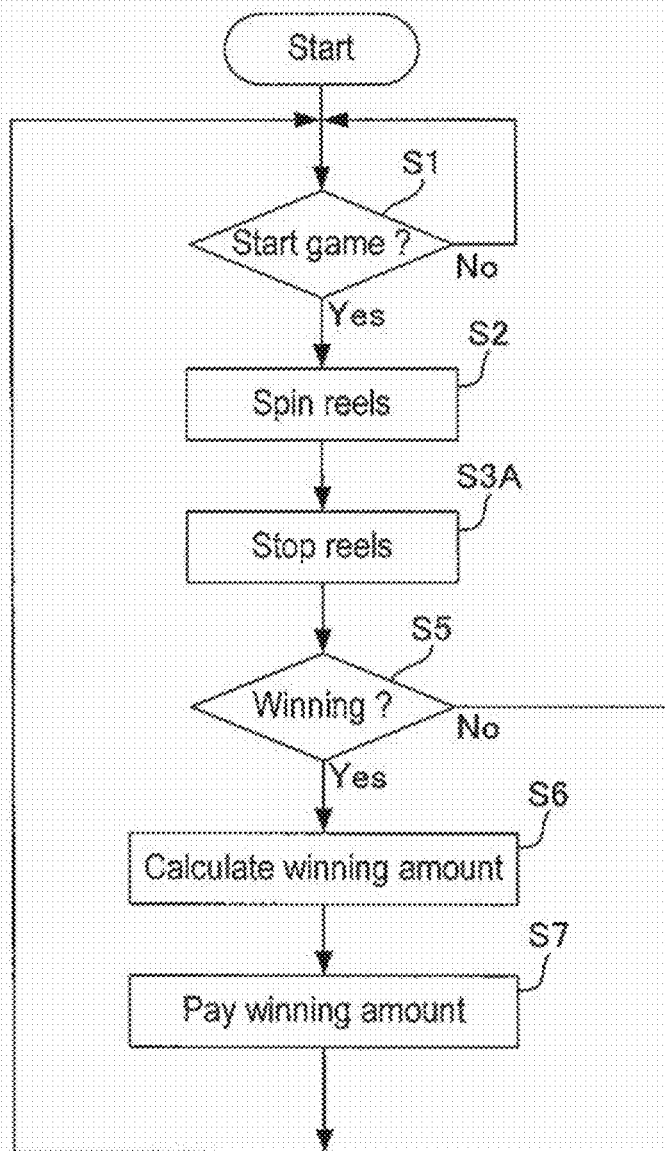 Start
S1
Start game ?
No
Yes
S2
Spin reels
S3A
Stop reels
S5
Winning ?
No
Yes
S6
Calculate winning amount
S7
Pay winning amount